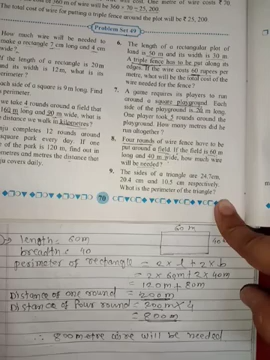 The total cost of wire for putting a triple fence around the plot will be ₹ 25, 200.
Problem Set 49
How much wire will be needed to
make a rectangle 7 cm long and 4 cm
wide ?
If the length of a rectangle is 20 m
and its width is 12 m, what is its
perimeter ?
each side of a square is 9 m long. Find
perimeter.
we take 4 rounds around a field that
160 m long and 90 m wide, what is
distance we walk in kilometres?
completes 12 rounds around
square park every day. If one
of the park is 120 m, find out in
metres and metres the distance that
covers daily.
6. The length of a rectangular plot of
land is 50 m and its width is 30 m.
A triple fence has to be put along its
edges. If the wire costs 60 rupees per
metre, what will be the total cost of the
wire needed for the fence?
7. A game requires its players to run
around a square playground. Each
side of the playground is
One player took 5 rounds around the
playground. How many metres did he
run altogether ?
8. Four rounds of wire fence have to be
put around a field. If the field is 60 m
long and 40 m wide, how much wire
will be needed ?
9. The sides of a triangle are 24.7cm,
20.4 cm and 10.5 cm respectively.
What is the perimeter of the triangle ?
70
60 m
length = 60m
breadth = 40
perimeter of rectangle = 2 x l + 2 x b
= 2 x 60m + 2 x 40m
= 120m + 80m
Distance of one round = 200m
Distance of four round = 200m x 4
= 800m
∴ 800 metre wire will be needed